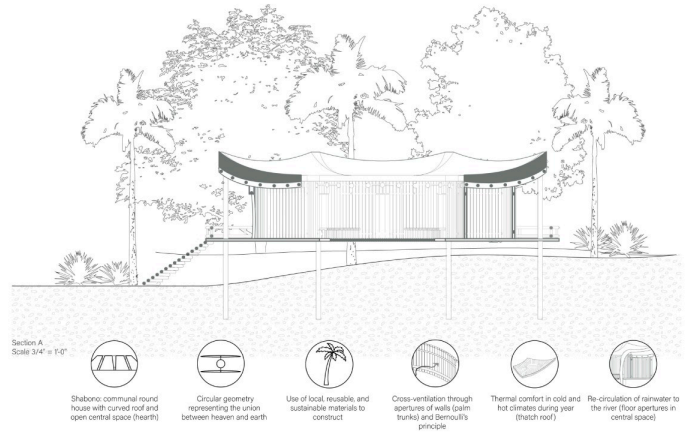 Section A
Scale 3/4" = 1'-0"
Shabono: communal round
house with curved roof and
open central space (hearth)
Circular geometry
representing the union
between heaven and earth
Use of local, reusable, and
sustainable materials to
construct
Cross-ventilation through
apertures of walls (palm
trunks) and Bernoulli's
principle
Thermal comfort in cold and
hot climates during year
(thatch roof)
Re-circulation of rainwater to
the river (floor apertures in
central space)